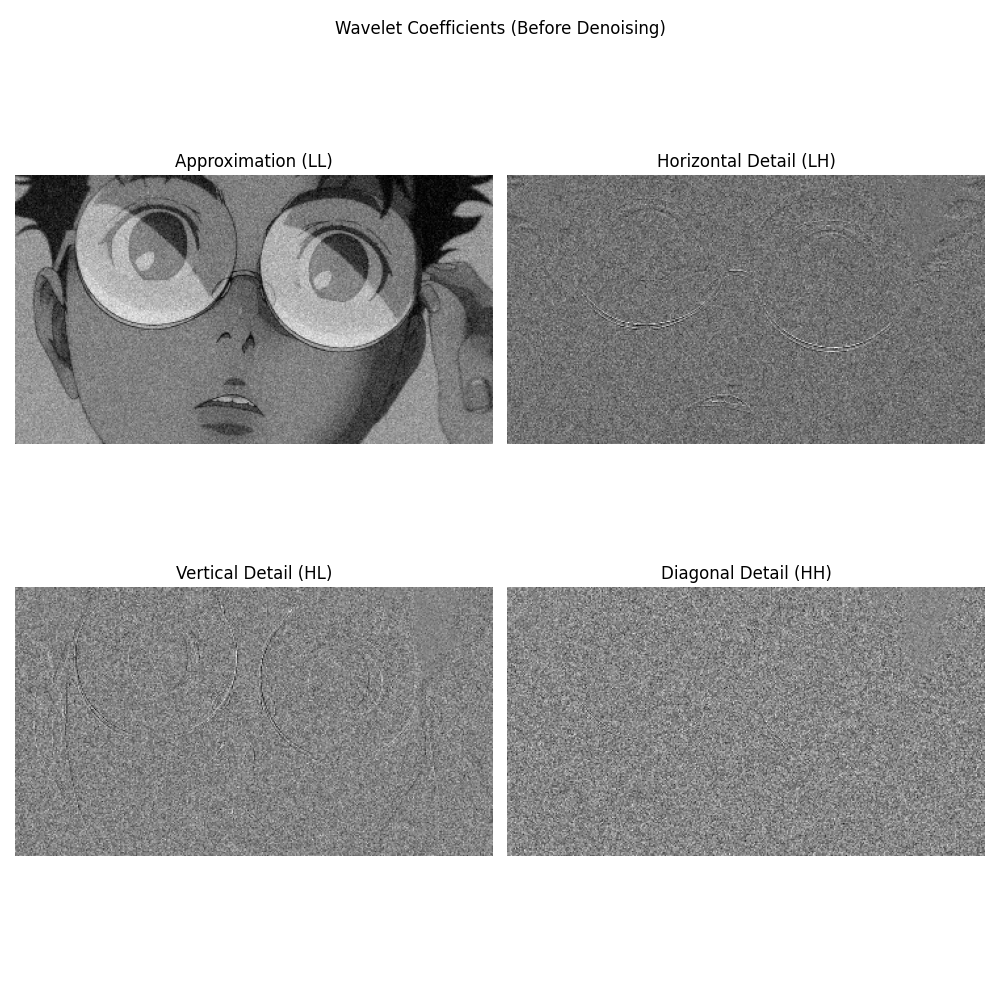 Wavelet Coefficients (Before Denoising)
Approximation (LL)
Horizontal Detail (LH)
Vertical Detail (HL)
Diagonal Detail (HH)